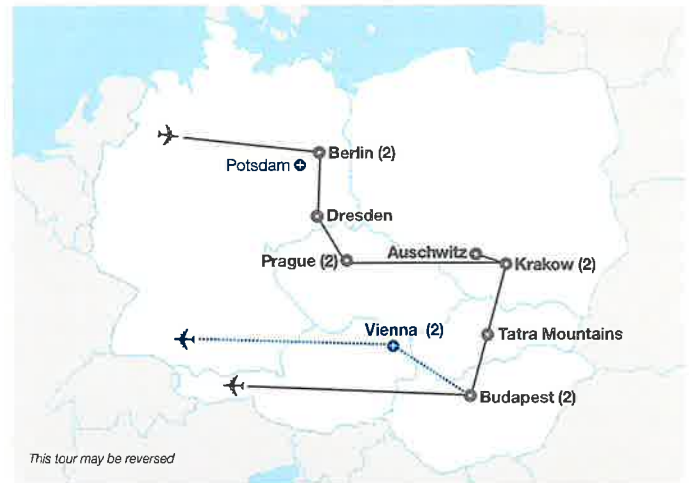 Berlin (2)
Potsdam
Dresden
Prague (2)
Auschwitz
Krakow (2)
Vienna (2)
Tatra Mountains
Budapest (2)
This tour may be reversed